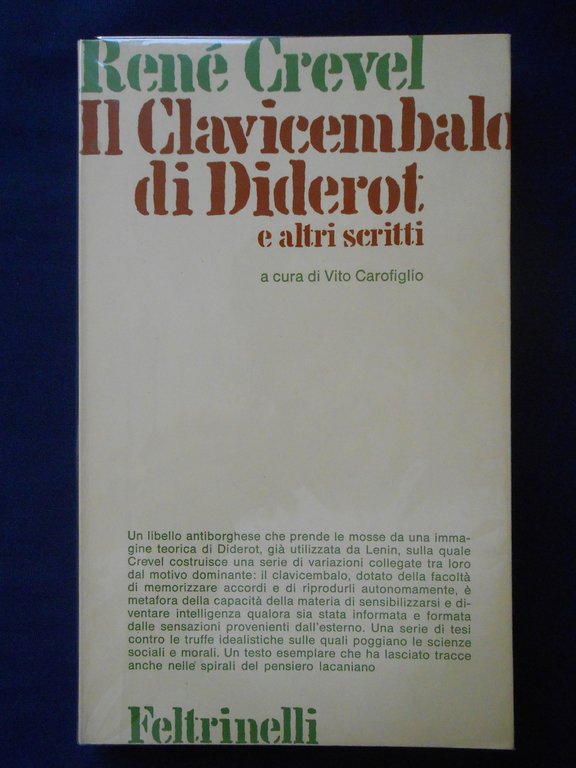 René Crevel
Il Clavicembalo
di Diderot
e altri scritti
a cura di Vito Carofiglio
Un libello antiborghese che prende le mosse da una imma-
gine teorica di Diderot, già utilizzata da Lenin, sulla quale
Crevel costruisce una serie di variazioni collegate tra loro
dal motivo dominante: il clavicembalo, dotato della facoltà
di memorizzare accordi e di riprodurli autonomamente, è
metafora della capacità della materia di sensibilizzarsi e di-
ventare intelligenza qualora sia stata informata e formata
dalle sensazioni provenienti dall'esterno. Una serie di tesi
contro le truffe idealistiche sulle quali poggiano le scienze
sociali e morali. Un testo esemplare che ha lasciato tracce
anche nelle spirali del pensiero lacaniano
Feltrinelli